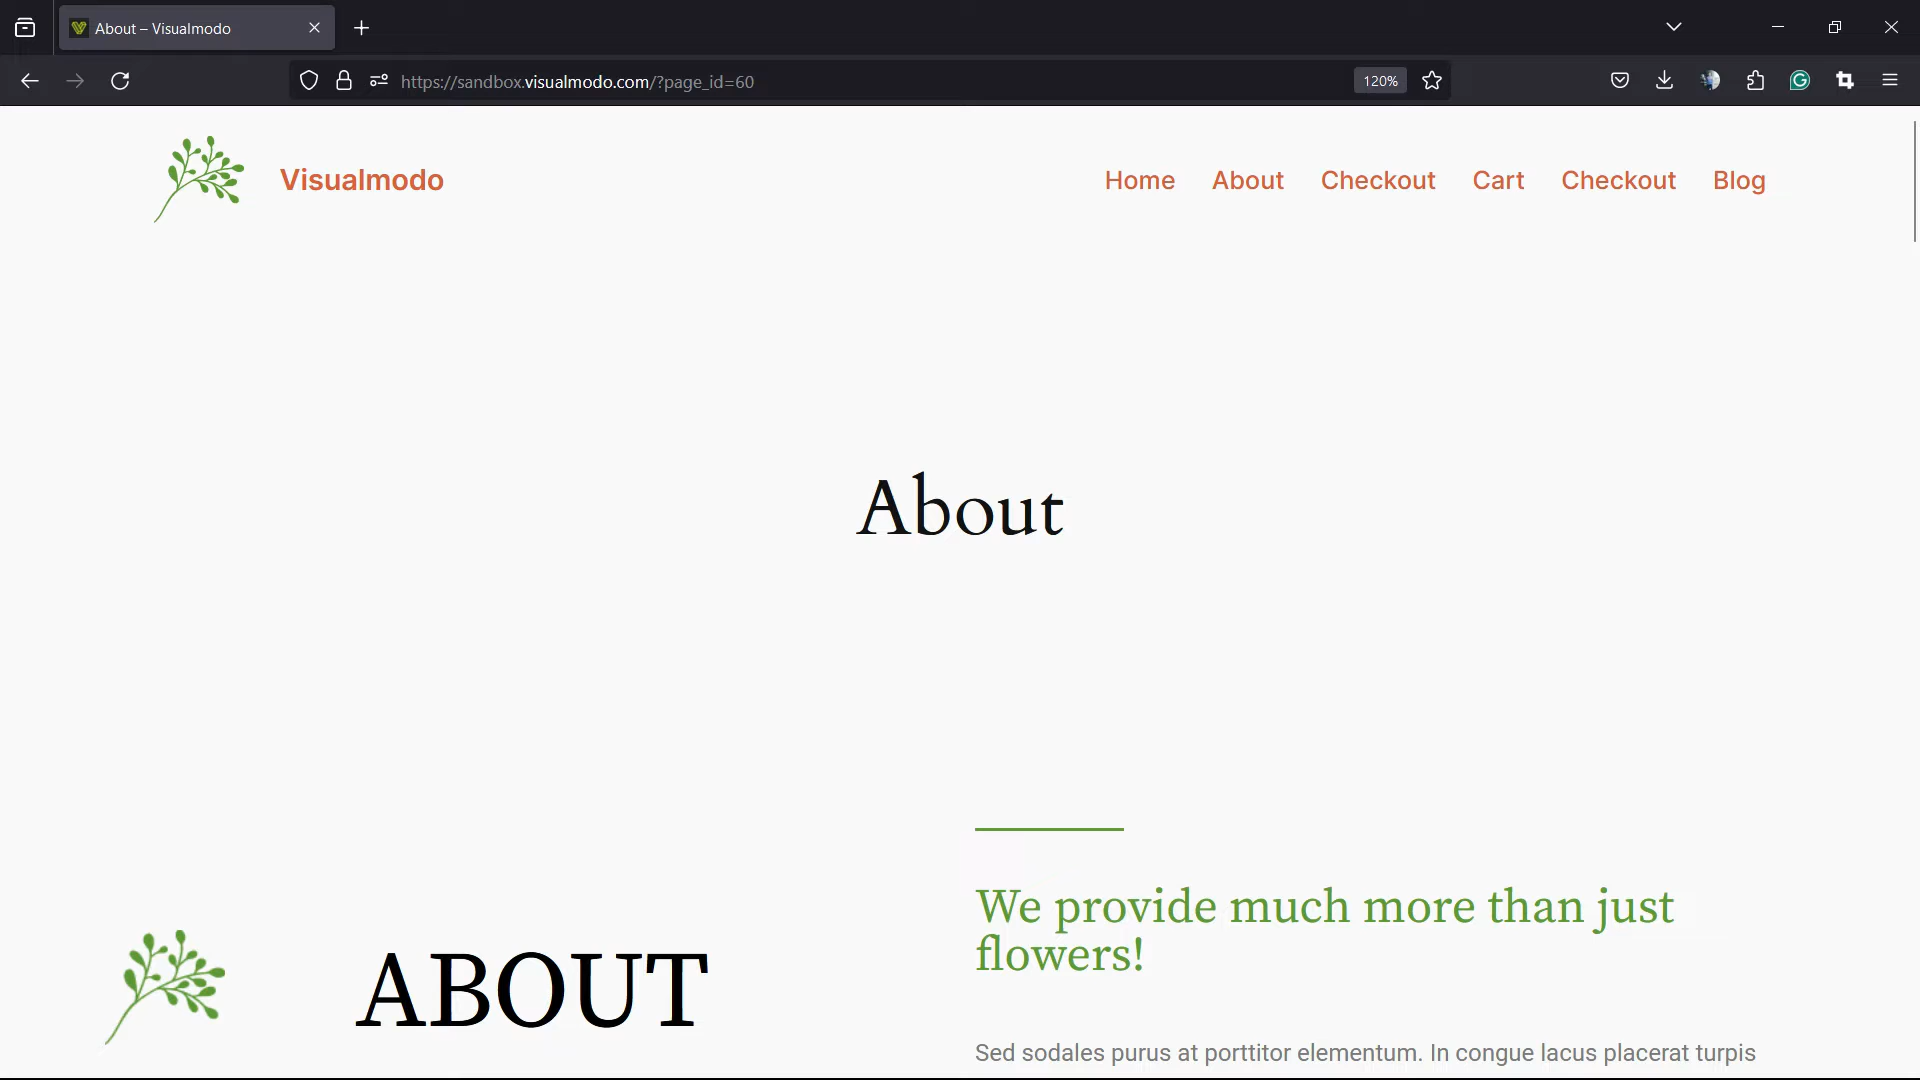 About – Visualmodo
https://sandbox.visualmodo.com/?page_id=60
120%
Visualmodo
Home About Checkout Cart Checkout Blog
About
We provide much more than just
flowers!
ABOUT
Sed sodales purus at porttitor elementum. In congue lacus placerat turpis